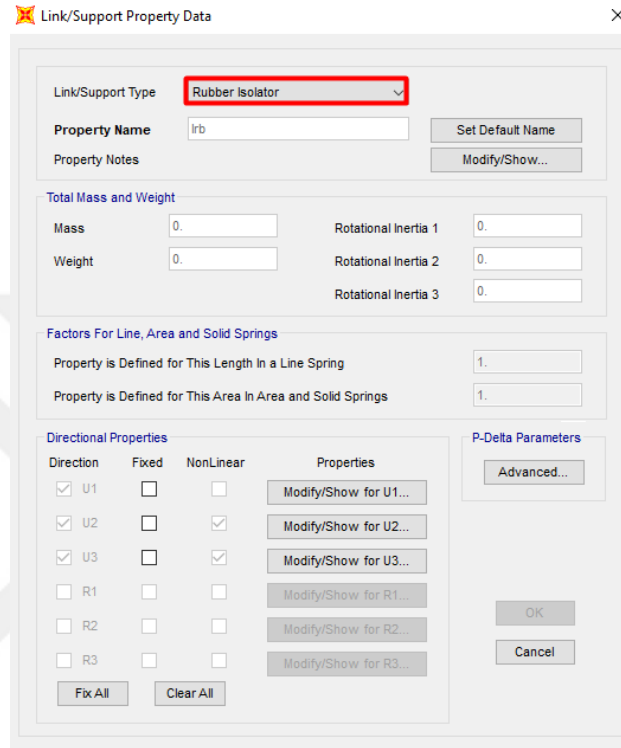 Link/Support Property Data
Link/Support Type Rubber Isolator
Property Name lrb Set Default Name
Property Notes Modify/Show...
Total Mass and Weight
Mass 0. Rotational Inertia 1 0.
Weight 0. Rotational Inertia 2 0.
Rotational Inertia 3 0.
Factors For Line, Area and Solid Springs
Property is Defined for This Length In a Line Spring 1.
Property is Defined for This Area In Area and Solid Springs 1.
Directional Properties P-Delta Parameters
Direction Fixed NonLinear Properties Advanced...
U1 Modify/Show for U1...
U2 Modify/Show for U2...
U3 Modify/Show for U3...
R1 Modify/Show for R1...
R2 Modify/Show for R2... OK
R3 Modify/Show for R3... Cancel
Fix All Clear All